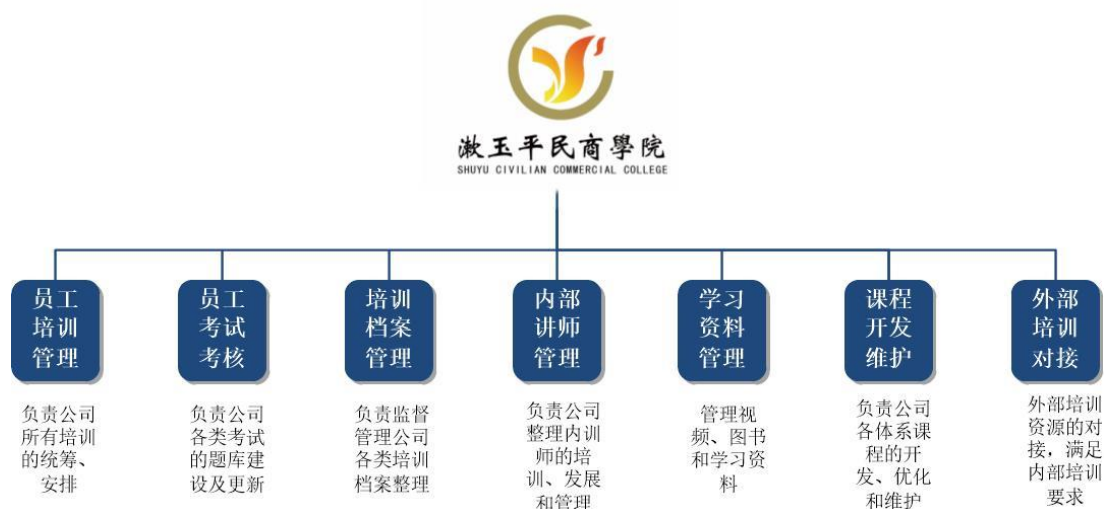 漱玉平民商學院
SHUYU CIVILIAN COMMERCIAL COLLEGE
员工
培训
管理
员工
考试
考核
培训
档案
管理
内部
讲师
管理
学习
资料
管理
课程
开发
维护
外部
培训
对接
负责公司
所有培训
的统筹、
安排
负责公司
各类考试
的题库建
设及更新
负责监督
管理公司
各类培训
档案整理
负责公司
整理内训
师的培
训、发展
和管理
管理视
频、图书
和学习资
料
负责公司
各体系课
程的开
发、优化
和维护
外部培训
资源的对
接，满足
内部培训
要求